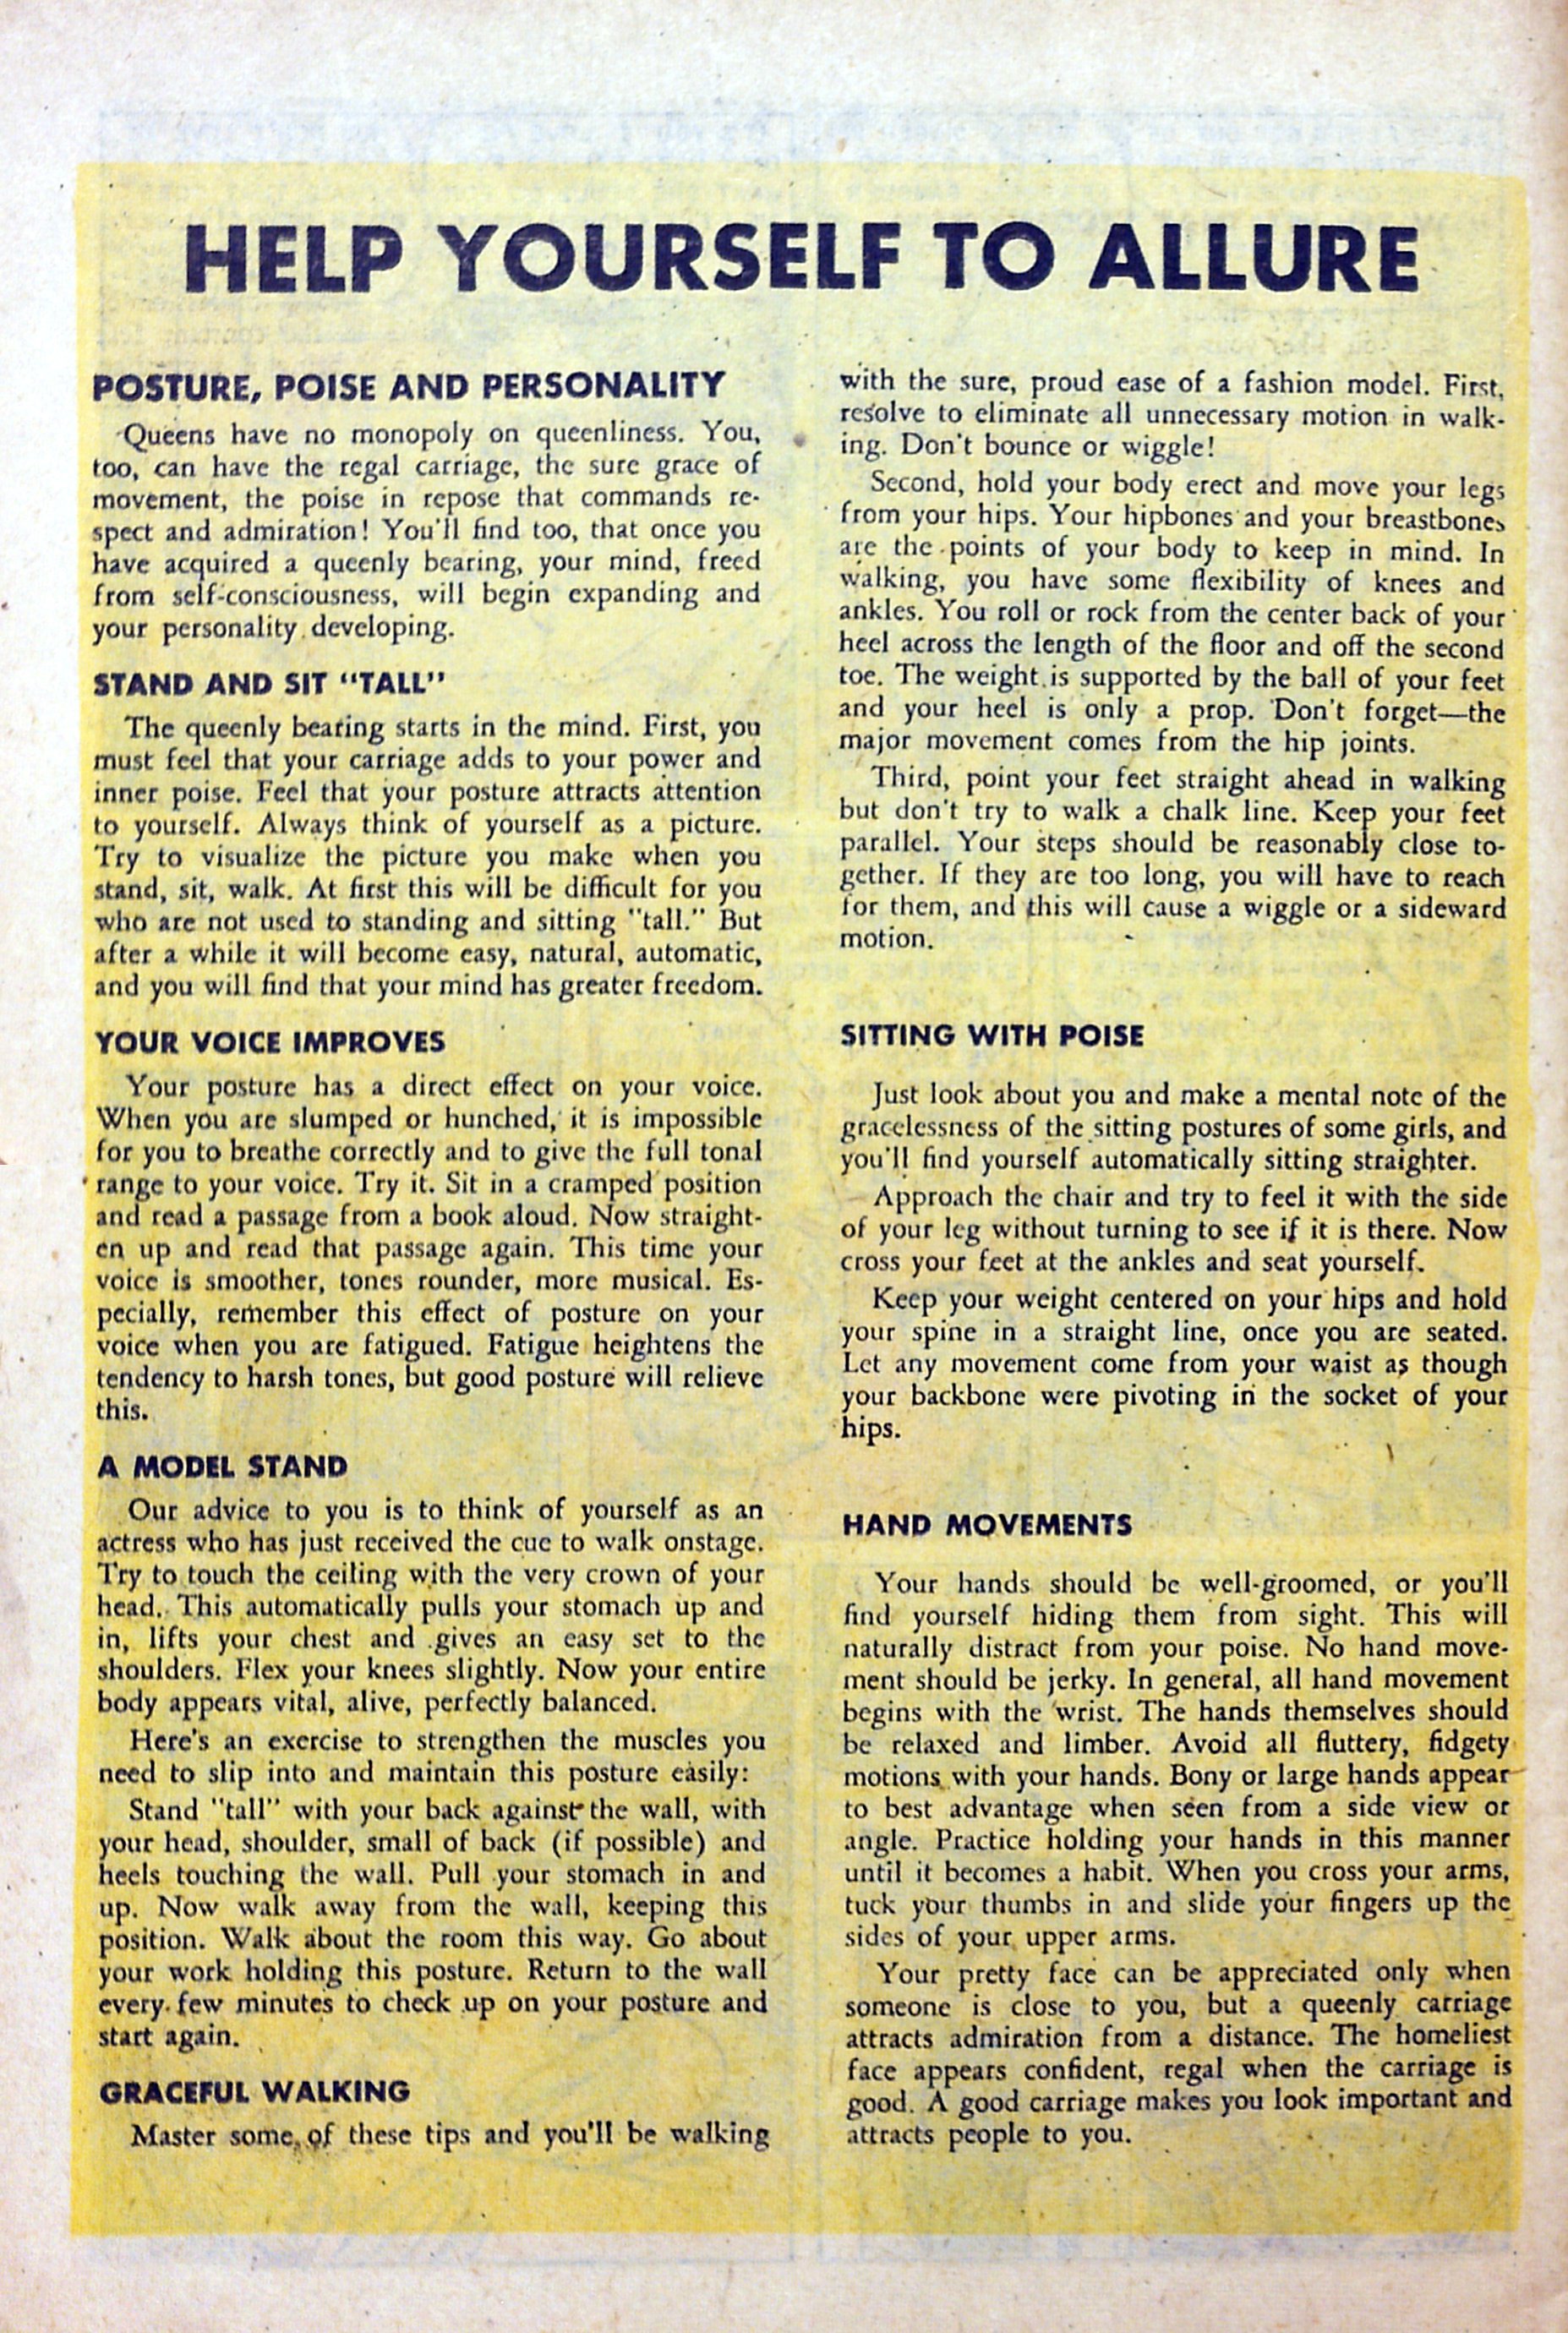 HELP YOURSELF TO ALLURE
POSTURE, POISE AND PERSONALITY
Queens have no monopoly on queenliness. You,
too, can have the regal carriage, the sure grace of
movement, the poise in repose that commands re-
spect and admiration! You'll find too, that once you
have acquired a queenly bearing, your mind, freed
from self-consciousness, will begin expanding and
your personality developing.
STAND AND SIT "TALL"
The queenly bearing starts in the mind. First, you
must feel that your carriage adds to your power and
inner poise. Feel that your posture attracts attention
to yourself. Always think of yourself as a picture.
Try to visualize the picture you make when you
stand, sit, walk. At first this will be difficult for you
who are not used to standing and sitting "tall." But
after a while it will become easy, natural, automatic,
and you will find that your mind has greater freedom.
YOUR VOICE IMPROVES
Your posture has a direct effect on your voice.
When you are slumped or hunched, it is impossible
for you to breathe correctly and to give the full tonal
range to your voice. Try it. Sit in a cramped position
and read a passage from a book aloud. Now straight-
en up and read that passage again. This time your
voice is smoother, tones rounder, more musical. Es-
pecially, remember this effect of posture on your
voice when you are fatigued. Fatigue heightens the
tendency to harsh tones, but good posture will relieve
this.
A MODEL STAND
Our advice to you is to think of yourself as an
actress who has just received the cue to walk onstage.
Try to touch the ceiling with the very crown of your
head. This automatically pulls your stomach up and
in, lifts your chest and gives an easy set to the
shoulders. Flex your knees slightly. Now your entire
body appears vital, alive, perfectly balanced.
Here's an exercise to strengthen the muscles you
need to slip into and maintain this posture easily:
Stand "tall" with your back against the wall, with
your head, shoulder, small of back (if possible) and
heels touching the wall. Pull your stomach in and
up. Now walk away from the wall, keeping this
position. Walk about the room this way. Go about
your work holding this posture. Return to the wall
every few minutes to check up on your posture and
start again.
GRACEFUL WALKING
Master some of these tips and you'll be walking
with the sure, proud ease of a fashion model. First,
resolve to eliminate all unnecessary motion in walk-
ing. Don't bounce or wiggle!
Second, hold your body erect and move your legs
from your hips. Your hipbones and your breastbones
are the points of your body to keep in mind. In
walking, you have some flexibility of knees and
ankles. You roll or rock from the center back of your
heel across the length of the floor and off the second
toe. The weight is supported by the ball of your feet
and your heel is only a prop. Don't forget—the
major movement comes from the hip joints.
Third, point your feet straight ahead in walking
but don't try to walk a chalk line. Keep your feet
parallel. Your steps should be reasonably close to-
gether. If they are too long, you will have to reach
for them, and this will cause a wiggle or a sideward
motion.
SITTING WITH POISE
Just look about you and make a mental note of the
gracelessness of the sitting postures of some girls, and
you'll find yourself automatically sitting straighter.
Approach the chair and try to feel it with the side
of your leg without turning to see if it is there. Now
cross your feet at the ankles and seat yourself.
Keep your weight centered on your hips and hold
your spine in a straight line, once you are seated.
Let any movement come from your waist as though
your backbone were pivoting in the socket of your
hips.
HAND MOVEMENTS
Your hands should be well-groomed, or you'll
find yourself hiding them from sight. This will
naturally distract from your poise. No hand move-
ment should be jerky. In general, all hand movement
begins with the wrist. The hands themselves should
be relaxed and limber. Avoid all fluttery, fidgety
motions with your hands. Bony or large hands appear
to best advantage when seen from a side view or
angle. Practice holding your hands in this manner
until it becomes a habit. When you cross your arms,
tuck your thumbs in and slide your fingers up the
sides of your upper arms.
Your pretty face can be appreciated only when
someone is close to you, but a queenly carriage
attracts admiration from a distance. The homeliest
face appears confident, regal when the carriage is
good. A good carriage makes you look important and
attracts people to you.